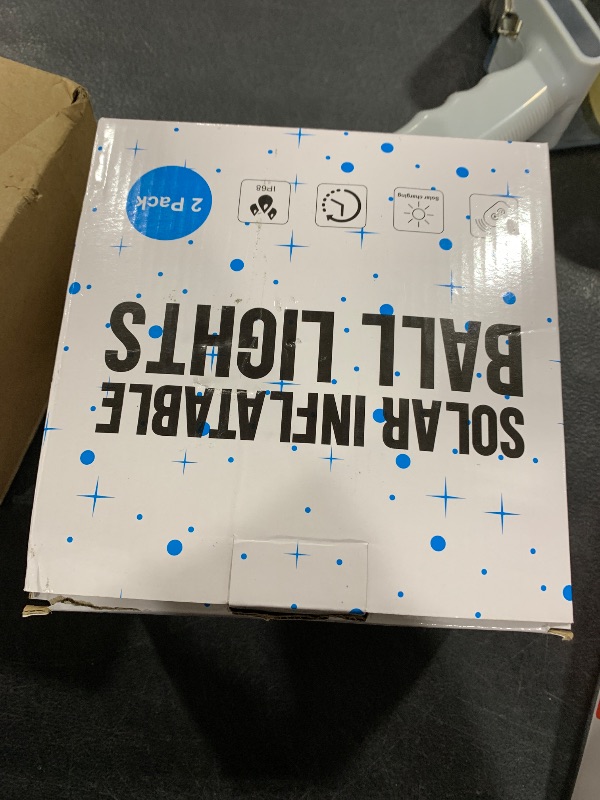 SOLAR INFLATABLE
BALL LIGHTS
Solar charging
IP68
2 Pack